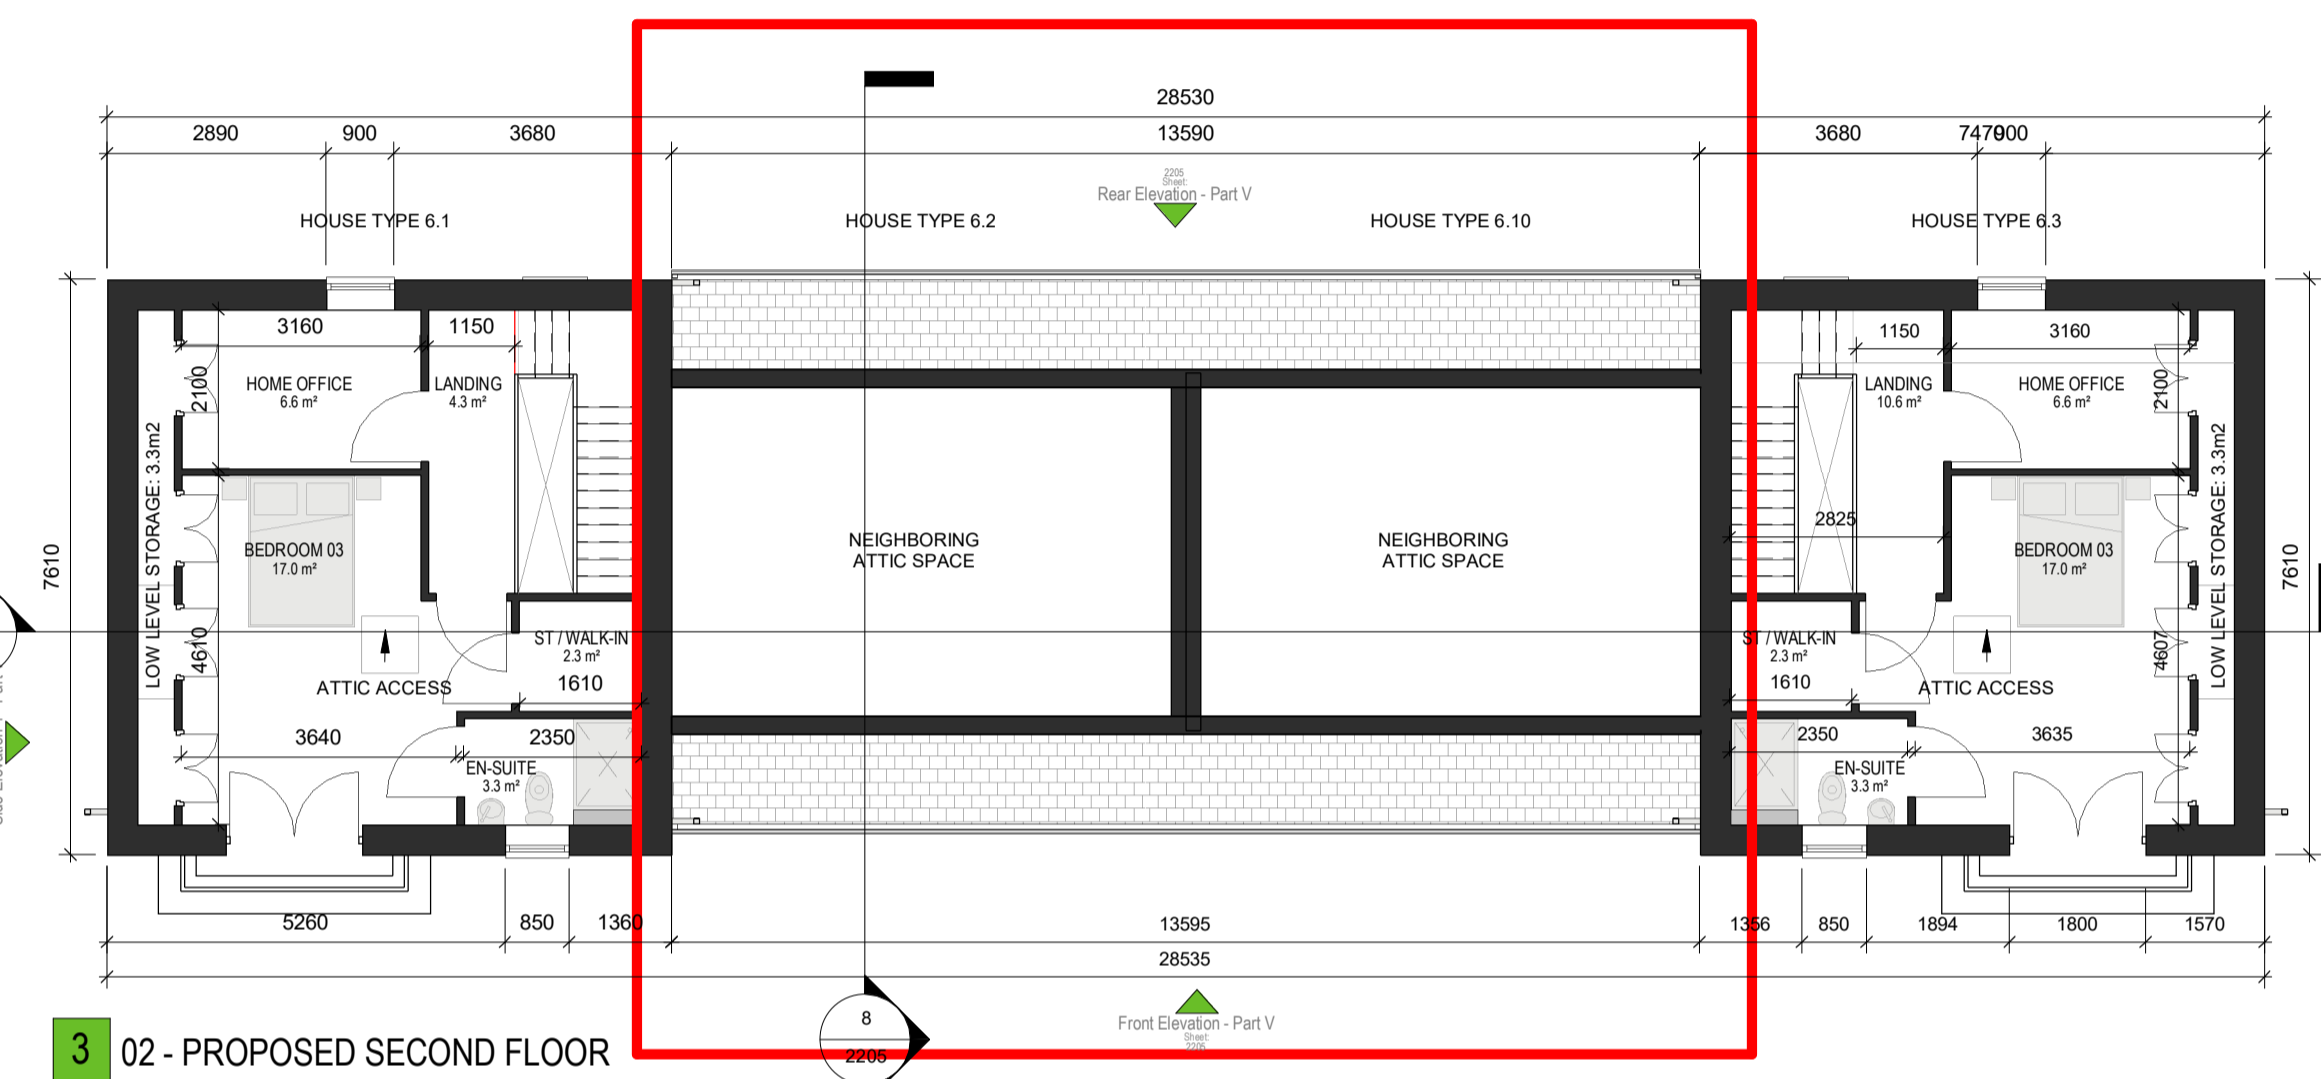 28530
2890 900 3680 13590 3680 7470 900
2205
Sheet:
Rear Elevation - Part V
HOUSE TYPE 6.1 HOUSE TYPE 6.2 HOUSE TYPE 6.10 HOUSE TYPE 6.3
3160 1150 1150 3160
HOME OFFICE
6.6 m²
LANDING
4.3 m²
LANDING
10.6 m²
HOME OFFICE
6.6 m²
2100
2100
LOW LEVEL STORAGE: 3.3m2
LOW LEVEL STORAGE: 3.3m2
7610
7610
BEDROOM 03
17.0 m²
NEIGHBORING
ATTIC SPACE
NEIGHBORING
ATTIC SPACE
2825
BEDROOM 03
17.0 m²
4610
4607
ST / WALK-IN
2.3 m²
1610
ST / WALK-IN
2.3 m²
1610
ATTIC ACCESS
ATTIC ACCESS
3640 2350 2350 3635
EN-SUITE
3.3 m²
EN-SUITE
3.3 m²
5260 850 1360 13595 1356 850 1894 1800 1570
28535
8
2205
Front Elevation - Part V
Sheet:
2205
3 02 - PROPOSED SECOND FLOOR